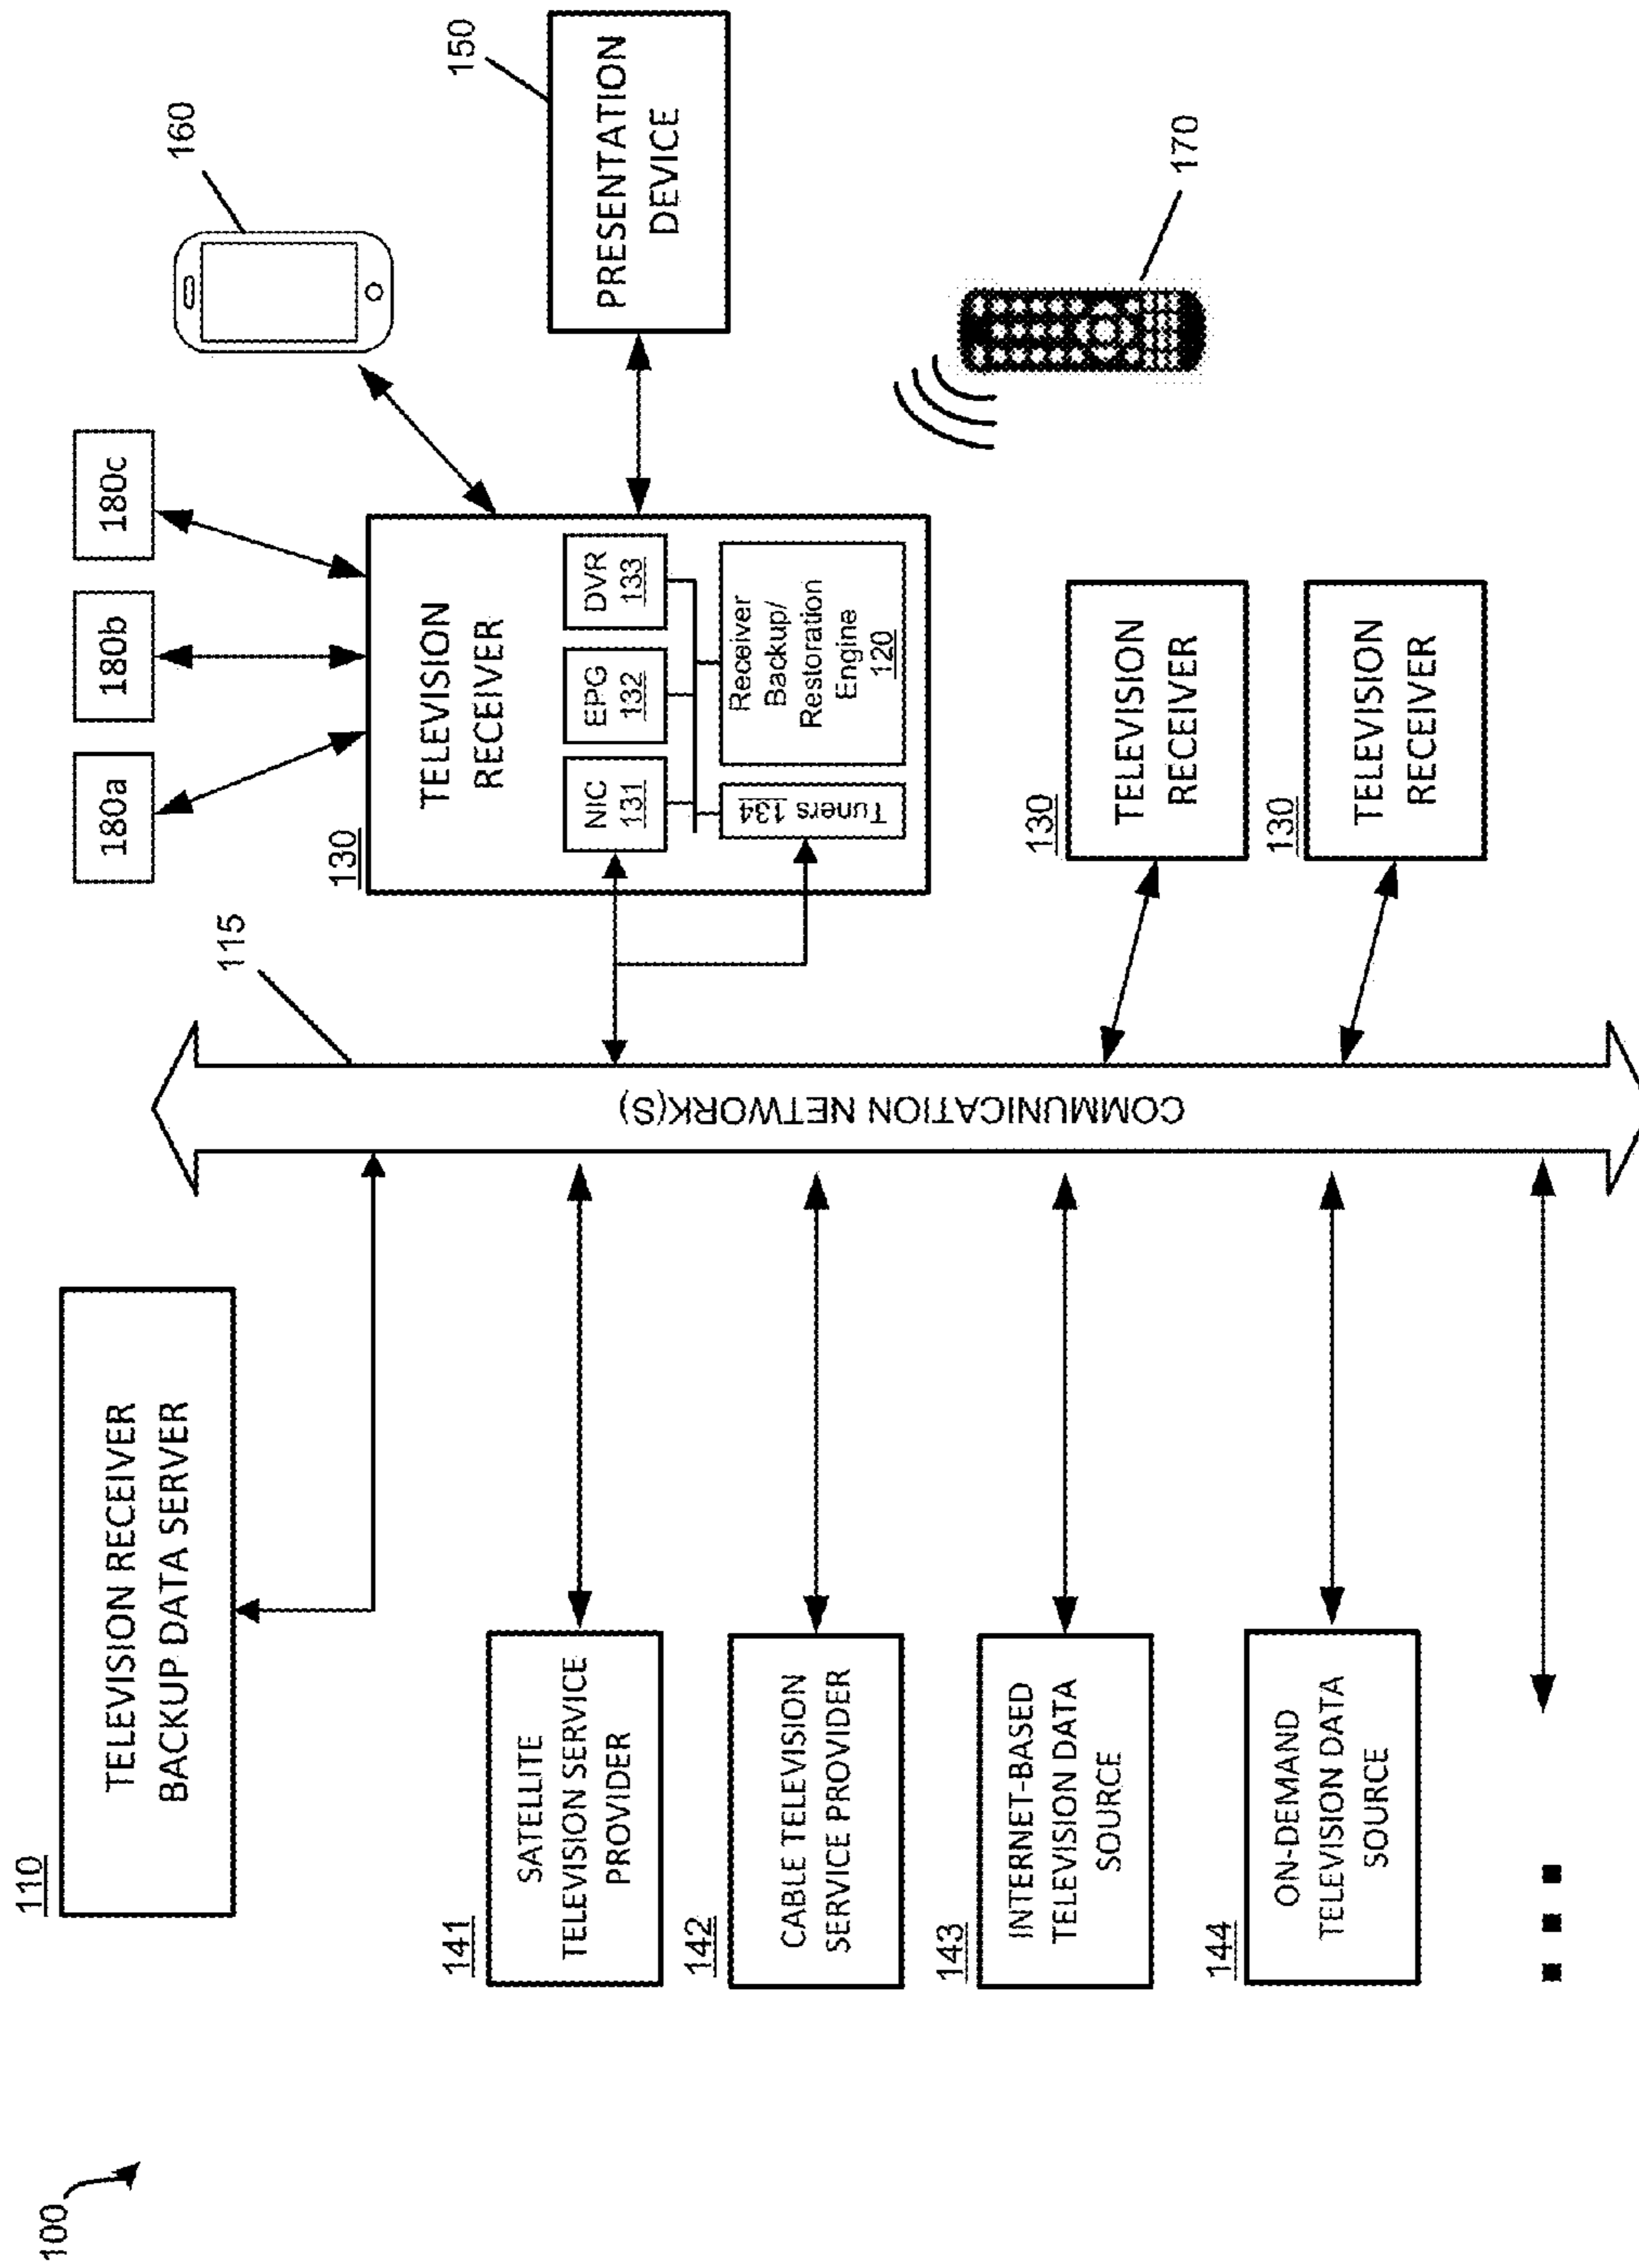 100
110
TELEVISION RECEIVER
BACKUP DATA SERVER
141
SATELLITE
TELEVISION SERVICE
PROVIDER
142
CABLE TELEVISION
SERVICE PROVIDER
143
INTERNET-BASED
TELEVISION DATA
SOURCE
144
ON-DEMAND
TELEVISION DATA
SOURCE
115
COMMUNICATION NETWORK(S)
180a
180b
180c
130
TELEVISION
RECEIVER
NIC
131
EPG
132
DVR
133
Tuners 134
Receiver
Backup/
Restoration
Engine
120
160
150
PRESENTATION
DEVICE
170
130
TELEVISION
RECEIVER
130
TELEVISION
RECEIVER